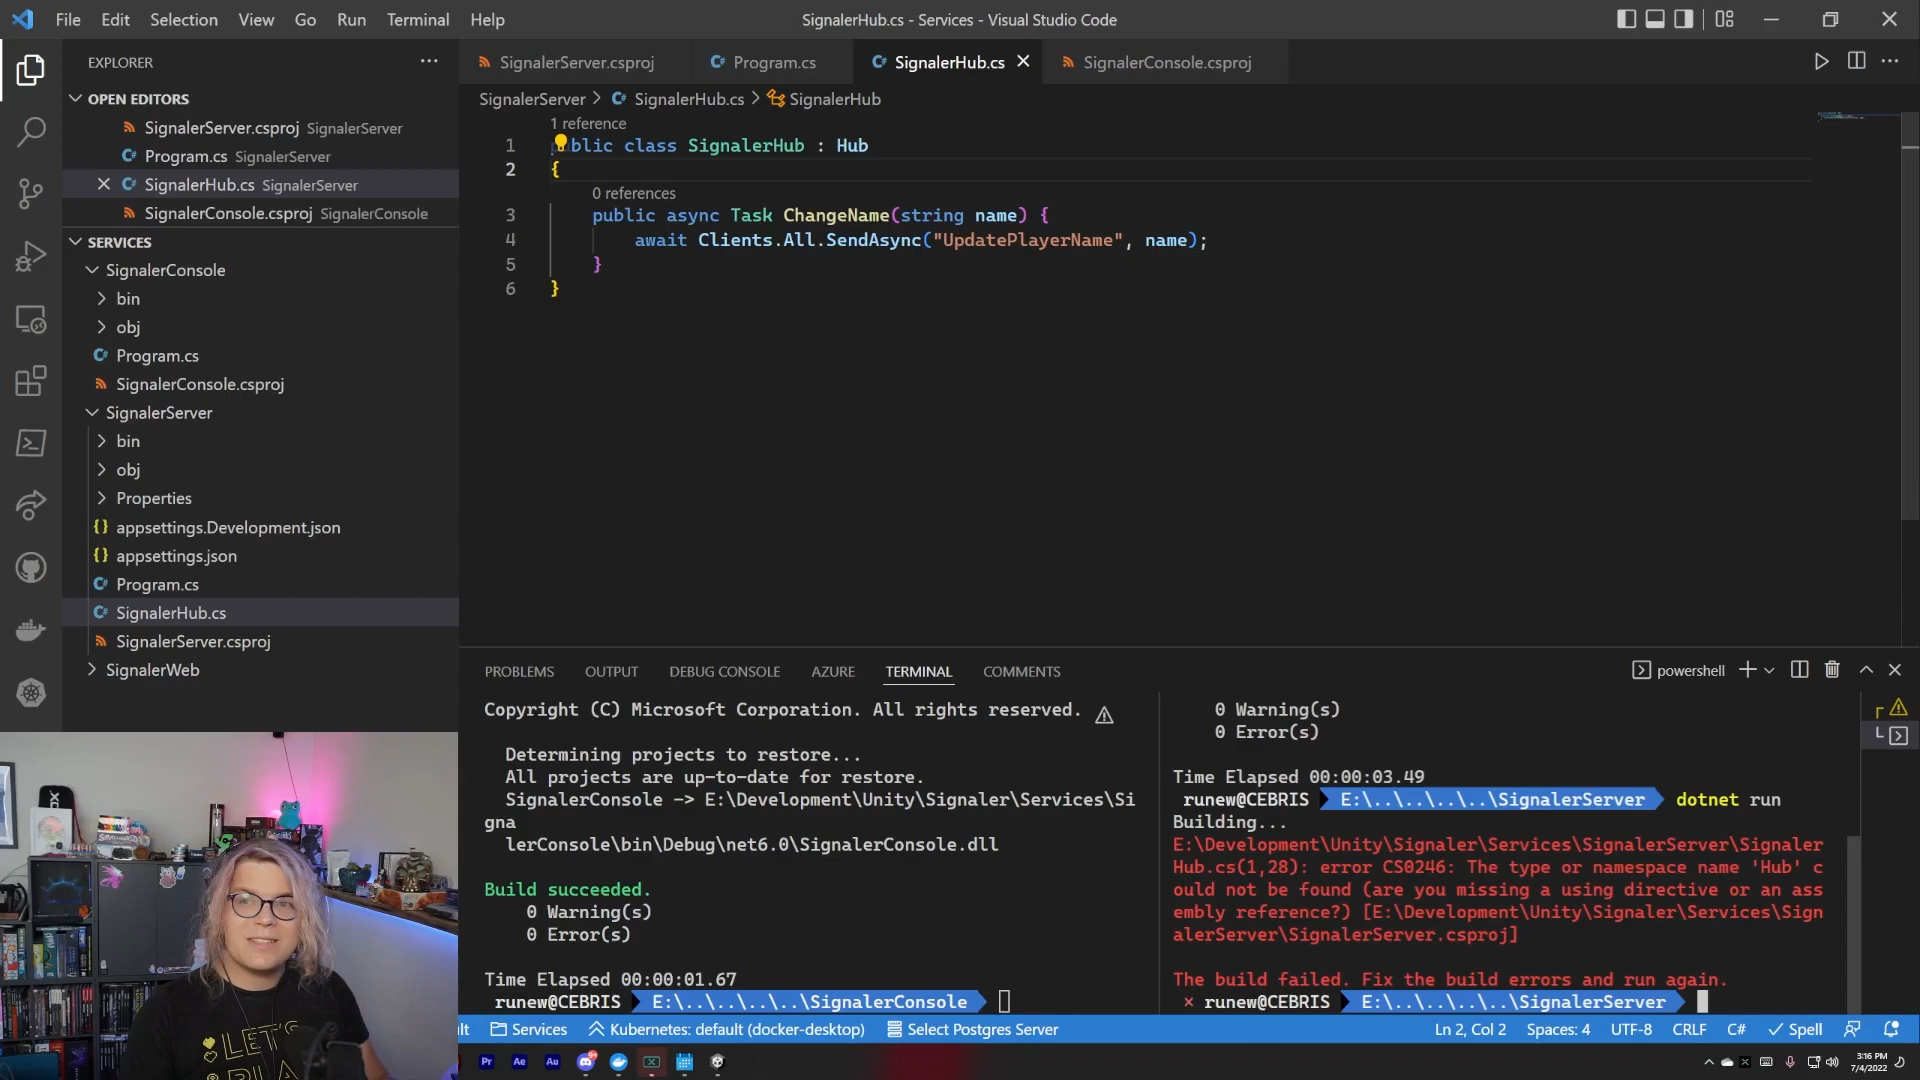 File Edit Selection View Go Run Terminal Help
SignalerHub.cs - Services - Visual Studio Code
EXPLORER
SignalerServer.csproj
Program.cs
SignalerHub.cs
SignalerConsole.csproj
OPEN EDITORS
SignalerServer.csproj SignalerServer
Program.cs SignalerServer
SignalerHub.cs SignalerServer
SignalerConsole.csproj SignalerConsole
SERVICES
SignalerConsole
bin
obj
Program.cs
SignalerConsole.csproj
SignalerServer
bin
obj
Properties
appsettings.Development.json
appsettings.json
Program.cs
SignalerHub.cs
SignalerServer.csproj
SignalerWeb
SignalerServer > SignalerHub.cs > SignalerHub
1 reference
1 blic class SignalerHub : Hub
2 {
0 references
3 public async Task ChangeName(string name) {
4 await Clients.All.SendAsync("UpdatePlayerName", name);
5 }
6 }
PROBLEMS OUTPUT DEBUG CONSOLE AZURE TERMINAL COMMENTS
powershell
Copyright (C) Microsoft Corporation. All rights reserved.
Determining projects to restore...
All projects are up-to-date for restore.
SignalerConsole -> E:\Development\Unity\Signaler\Services\Si
gna
lerConsole\bin\Debug\net6.0\SignalerConsole.dll
Build succeeded.
0 Warning(s)
0 Error(s)
Time Elapsed 00:00:01.67
runew@CEBRIS E:\..\..\..\..\SignalerConsole
0 Warning(s)
0 Error(s)
Time Elapsed 00:00:03.49
runew@CEBRIS E:\..\..\..\..\SignalerServer dotnet run
Building...
E:\Development\Unity\Signaler\Services\SignalerServer\Signaler
Hub.cs(1,28): error CS0246: The type or namespace name 'Hub' c
ould not be found (are you missing a using directive or an ass
embly reference?) [E:\Development\Unity\Signaler\Services\Sign
alerServer\SignalerServer.csproj]
The build failed. Fix the build errors and run again.
× runew@CEBRIS E:\..\..\..\..\SignalerServer
LET'S
lt Services Kubernetes: default (docker-desktop) Select Postgres Server
Ln 2, Col 2 Spaces: 4 UTF-8 CRLF C# Spell
Pr Ae Au
3:16 PM
7/4/2022